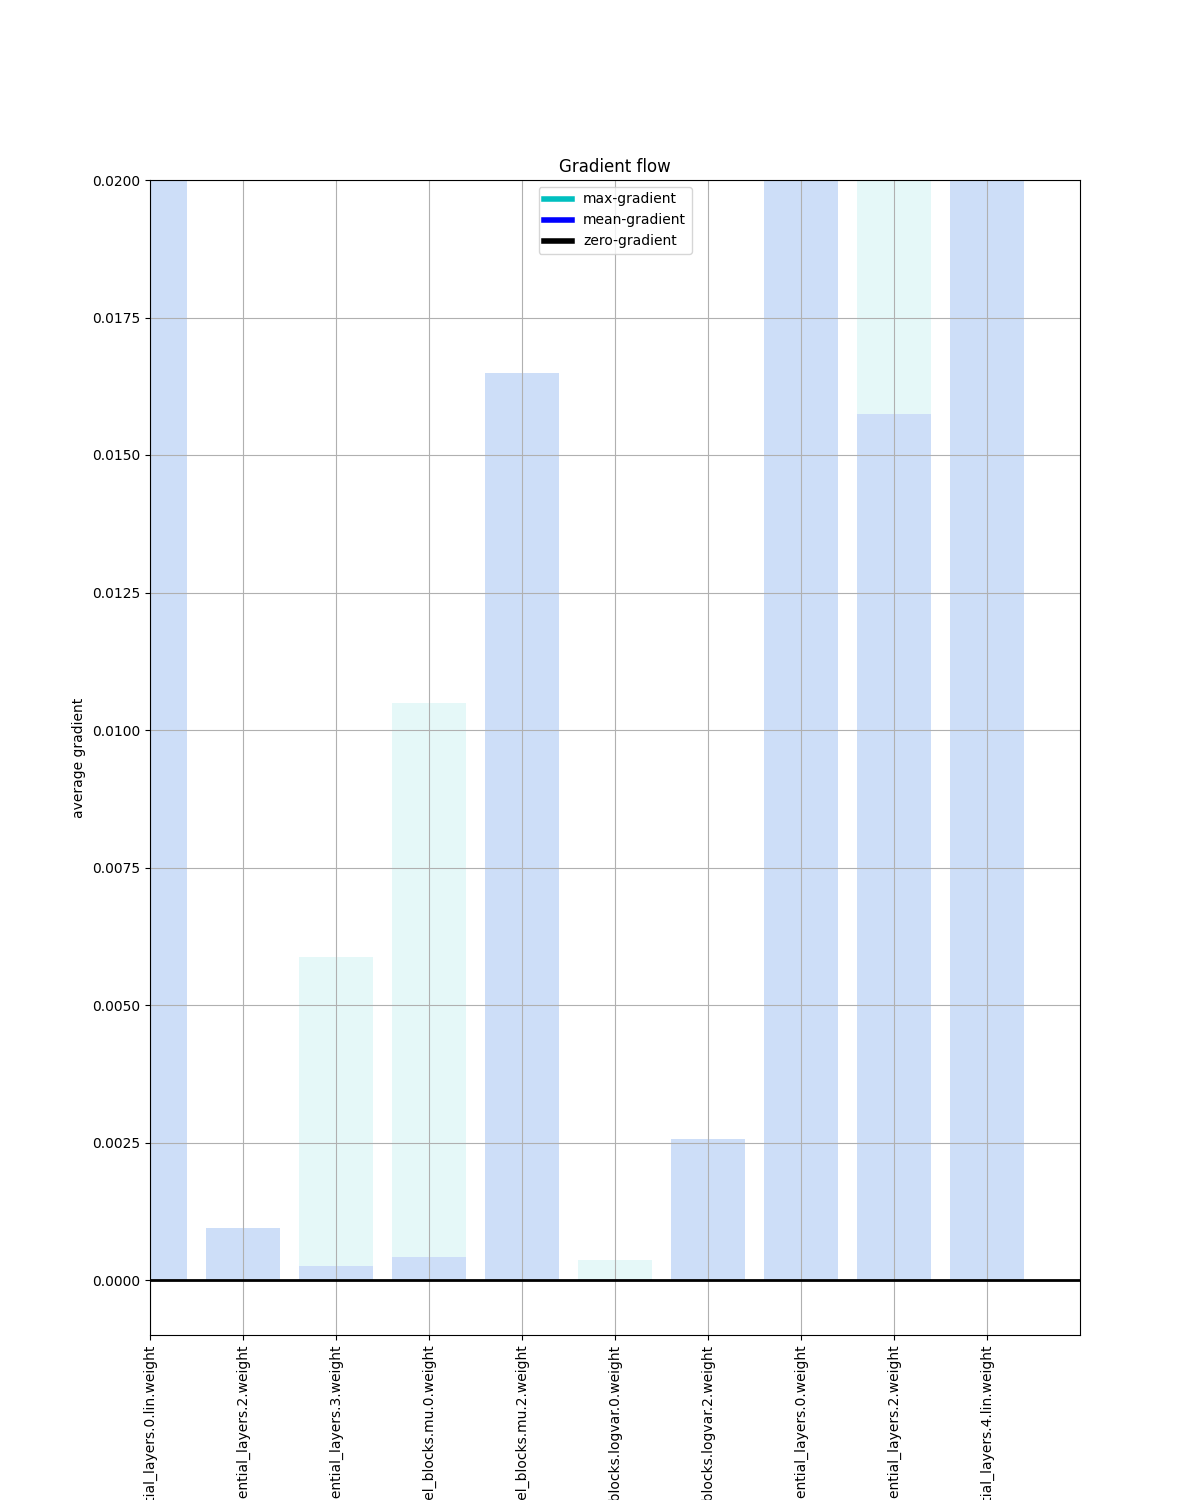 Gradient flow
max-gradient
mean-gradient
zero-gradient
0.0200
0.0175
0.0150
0.0125
0.0100
0.0075
0.0050
0.0025
0.0000
average gradient
tial_layers.0.lin.weight
ential_layers.2.weight
ential_layers.3.weight
el_blocks.mu.0.weight
el_blocks.mu.2.weight
blocks.logvar.0.weight
blocks.logvar.2.weight
ential_layers.0.weight
ential_layers.2.weight
tial_layers.4.lin.weight